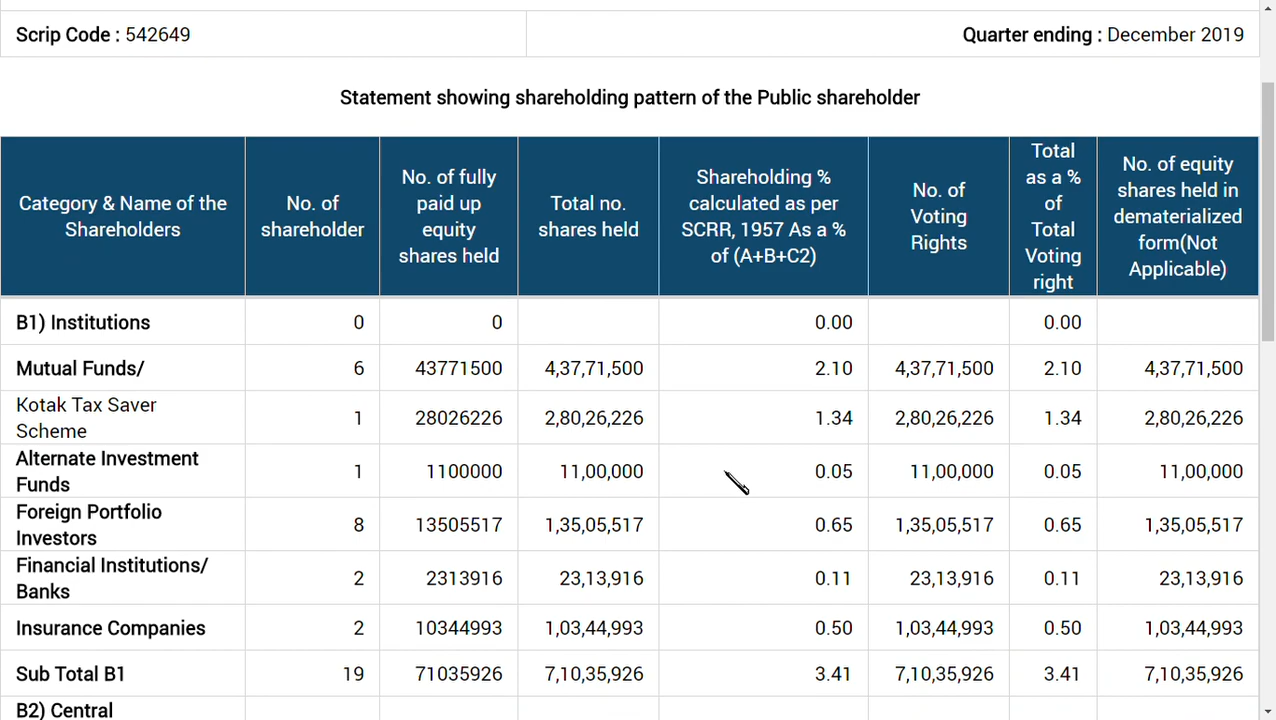 Scrip Code : 542649 Quarter ending : December 2019
Statement showing shareholding pattern of the Public shareholder
Category & Name of the
Shareholders
No. of
shareholder
No. of fully
paid up
equity
shares held
Total no.
shares held
Shareholding %
calculated as per
SCRR, 1957 As a %
of (A+B+C2)
No. of
Voting
Rights
Total
as a %
of
Total
Voting
right
No. of equity
shares held in
dematerialized
form(Not
Applicable)
B1) Institutions 0 0 0.00 0.00
Mutual Funds/ 6 43771500 4,37,71,500 2.10 4,37,71,500 2.10 4,37,71,500
Kotak Tax Saver
Scheme 1 28026226 2,80,26,226 1.34 2,80,26,226 1.34 2,80,26,226
Alternate Investment
Funds 1 1100000 11,00,000 0.05 11,00,000 0.05 11,00,000
Foreign Portfolio
Investors 8 13505517 1,35,05,517 0.65 1,35,05,517 0.65 1,35,05,517
Financial Institutions/
Banks 2 2313916 23,13,916 0.11 23,13,916 0.11 23,13,916
Insurance Companies 2 10344993 1,03,44,993 0.50 1,03,44,993 0.50 1,03,44,993
Sub Total B1 19 71035926 7,10,35,926 3.41 7,10,35,926 3.41 7,10,35,926
B2) Central